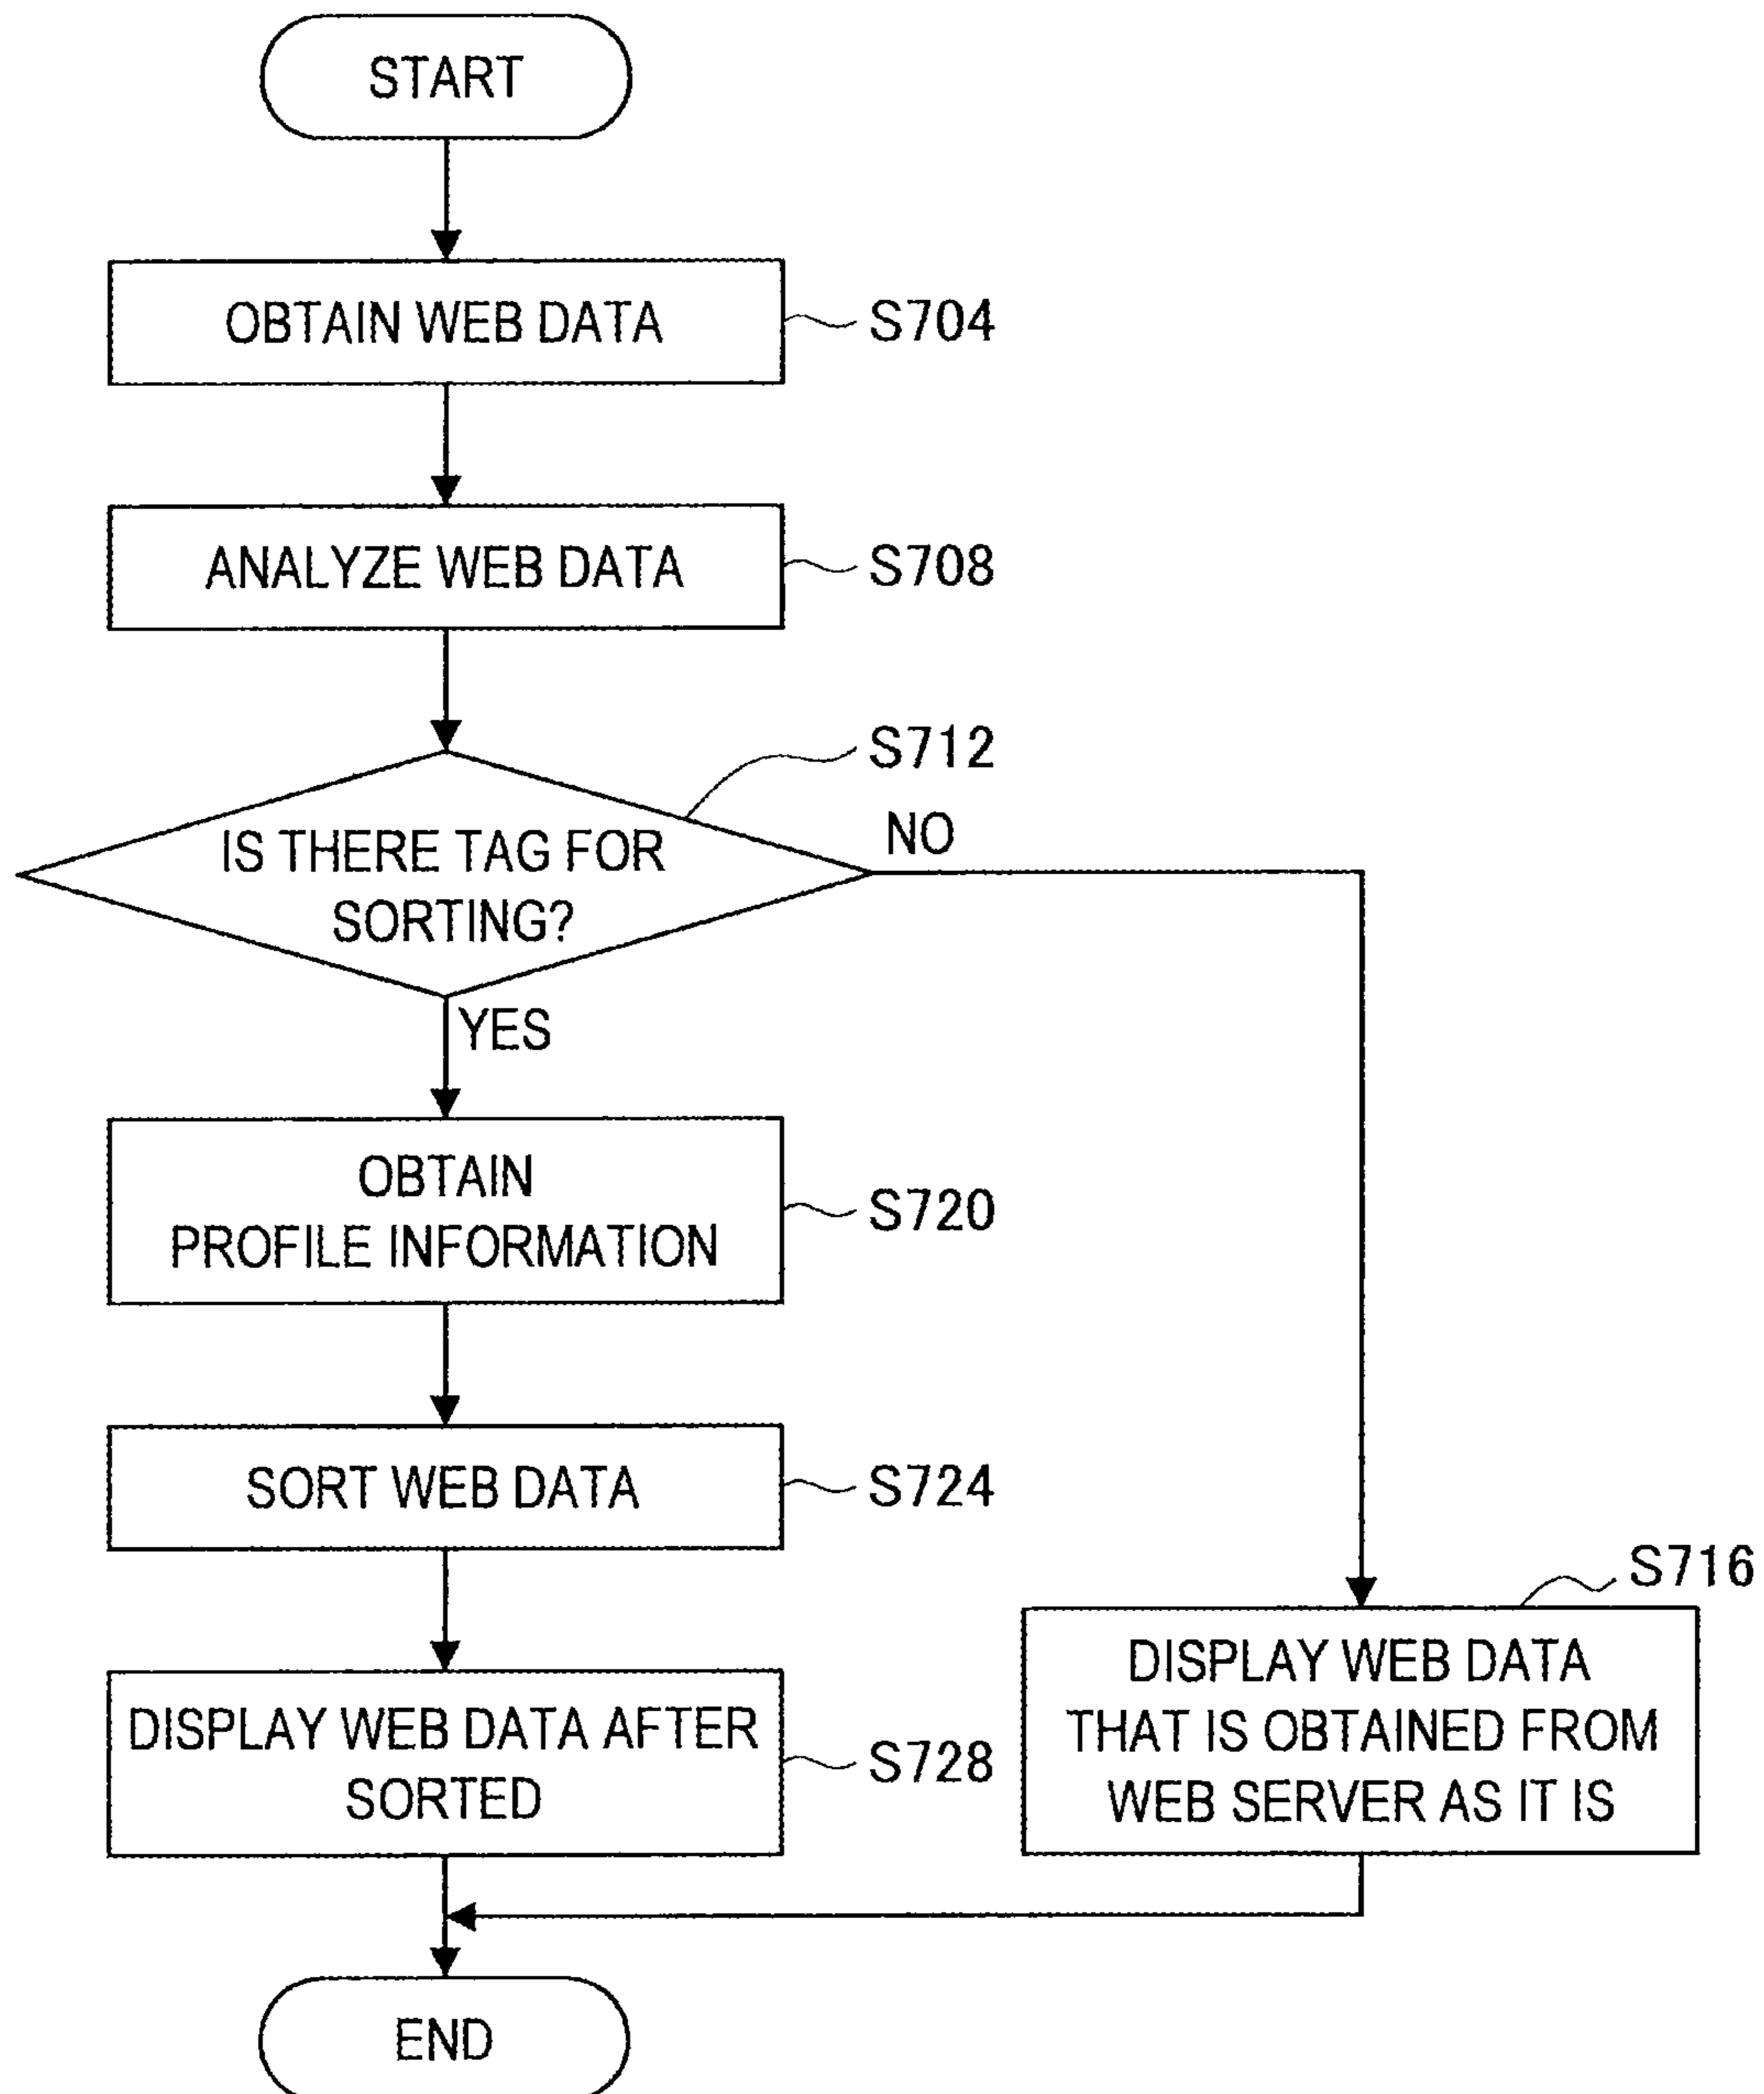 START
OBTAIN WEB DATA
S704
ANALYZE WEB DATA
S708
S712
IS THERE TAG FOR
SORTING?
NO
YES
OBTAIN
PROFILE INFORMATION
S720
SORT WEB DATA
S724
S716
DISPLAY WEB DATA
THAT IS OBTAINED FROM
WEB SERVER AS IT IS
DISPLAY WEB DATA AFTER
SORTED
S728
END